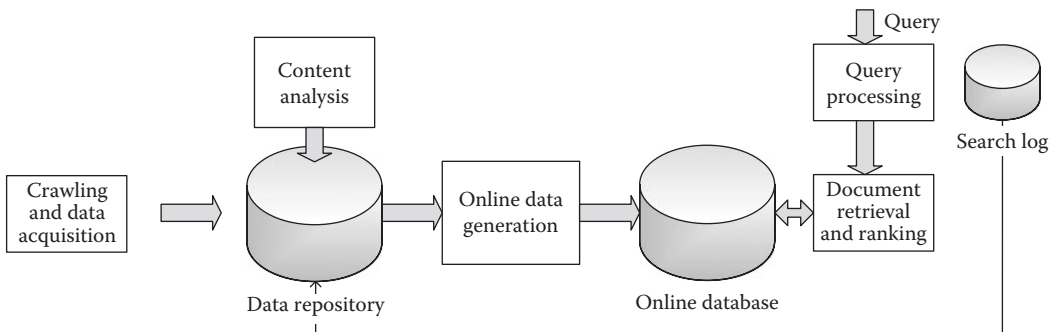 Query
Content
analysis
Query
processing
Search log
Crawling
and data
acquisition
Online data
generation
Document
retrieval
and ranking
Data repository
Online database